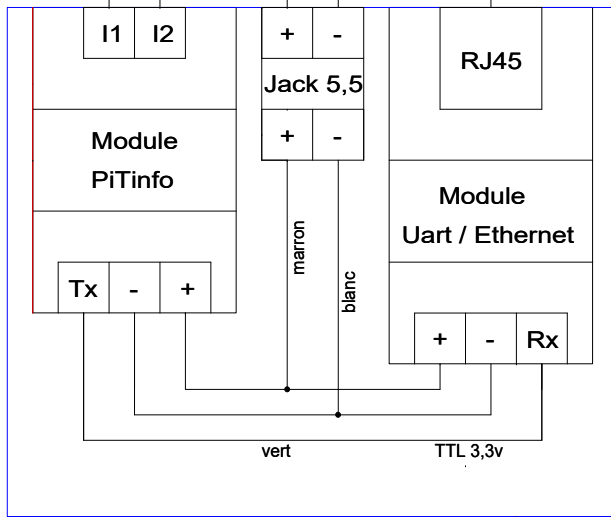 I1 I2
+ -
RJ45
Jack 5,5
+ -
Module
PiTinfo
Module
Uart / Ethernet
marron
blanc
Tx - +
+ - Rx
vert
TTL 3,3v